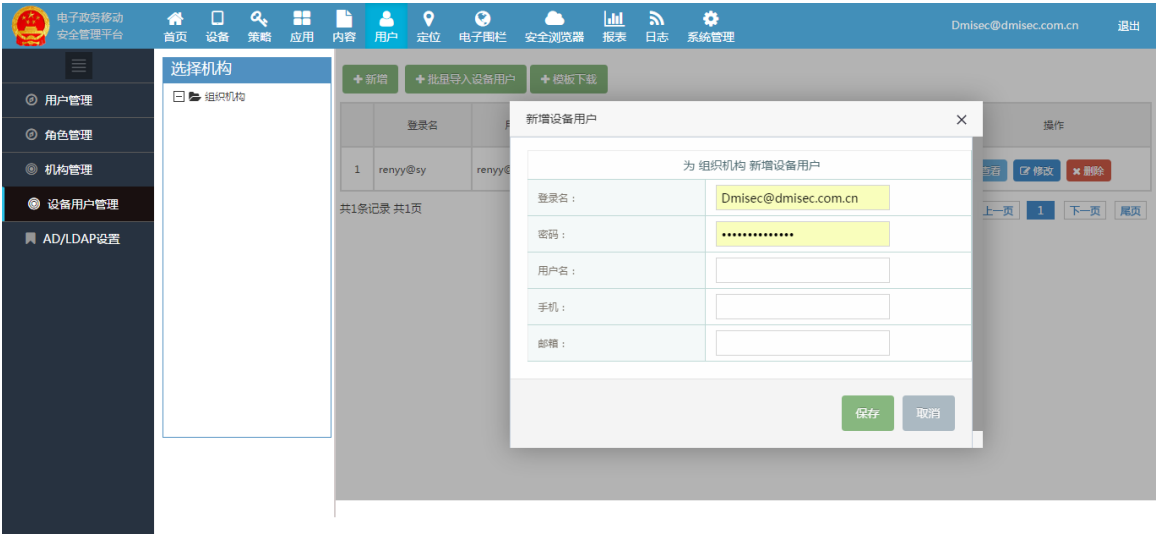 电子政务移动
安全管理平台
首页 设备 策略 应用 内容 用户 定位 电子围栏 安全浏览器 报表 日志 系统管理
Dmisec@dmisec.com.cn 退出
用户管理
角色管理
机构管理
设备用户管理
AD/LDAP设置
选择机构
组织机构
新增 批量导入设备用户 模板下载
登录名 操作
1 renyy@sy renyy@ 查看 修改 删除
共1条记录 共1页
上一页 1 下一页 尾页
新增设备用户
为 组织机构 新增设备用户
登录名： Dmisec@dmisec.com.cn
密码： ••••••••••••••
用户名：
手机：
邮箱：
保存 取消